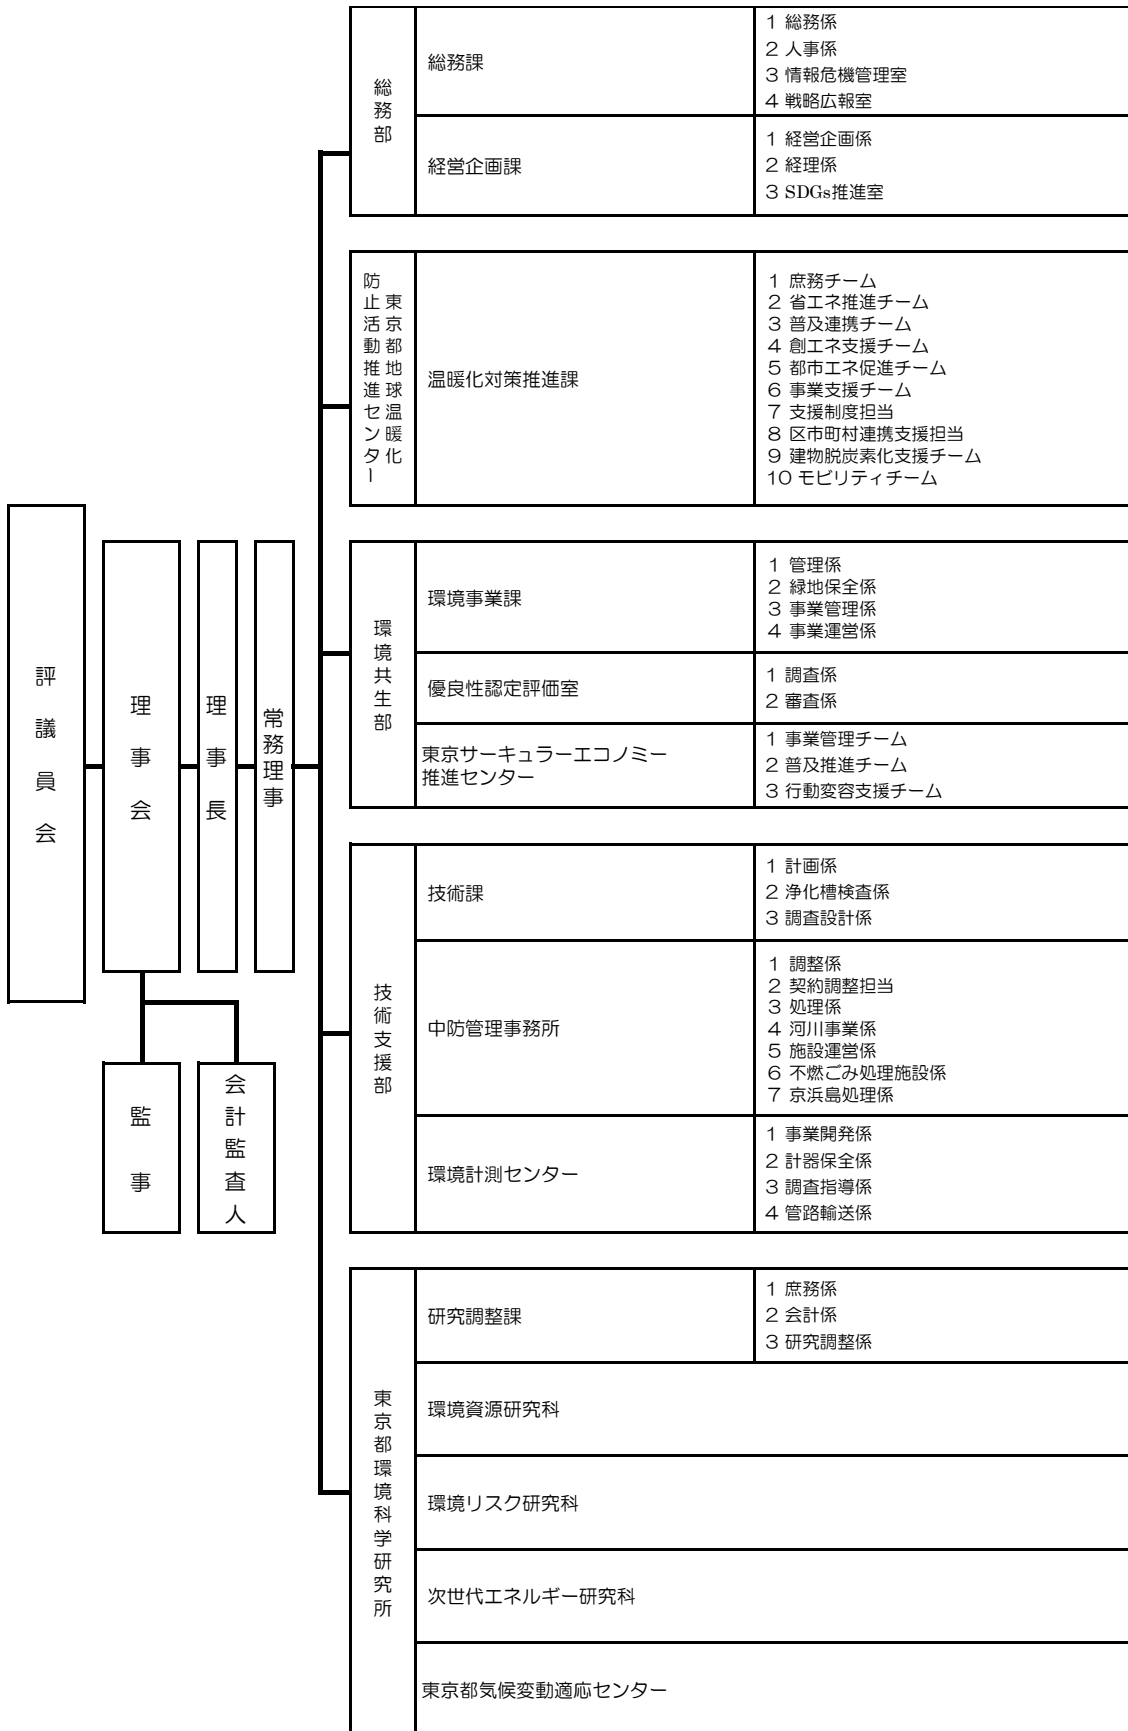 評議員会
理事会
理事長
常務理事
監事
会計監査人
総務部
総務課
1 総務係
2 人事係
3 情報危機管理室
4 戦略広報室
経営企画課
1 経営企画係
2 経理係
3 SDGs推進室
東京都地球温暖化
防止活動推進センター
温暖化対策推進課
1 庶務チーム
2 省エネ推進チーム
3 普及連携チーム
4 創エネ支援チーム
5 都市エネ促進チーム
6 事業支援チーム
7 支援制度担当
8 区市町村連携支援担当
9 建物脱炭素化支援チーム
10 モビリティチーム
環境共生部
環境事業課
1 管理係
2 緑地保全係
3 事業管理係
4 事業運営係
優良性認定評価室
1 調査係
2 審査係
東京サーキュラーエコノミー
推進センター
1 事業管理チーム
2 普及推進チーム
3 行動変容支援チーム
技術支援部
技術課
1 計画係
2 浄化槽検査係
3 調査設計係
中防管理事務所
1 調整係
2 契約調整担当
3 処理係
4 河川事業係
5 施設運営係
6 不燃ごみ処理施設係
7 京浜島処理係
環境計測センター
1 事業開発係
2 計器保全係
3 調査指導係
4 管路輸送係
東京都環境科学研究所
研究調整課
1 庶務係
2 会計係
3 研究調整係
環境資源研究科
環境リスク研究科
次世代エネルギー研究科
東京都気候変動適応センター